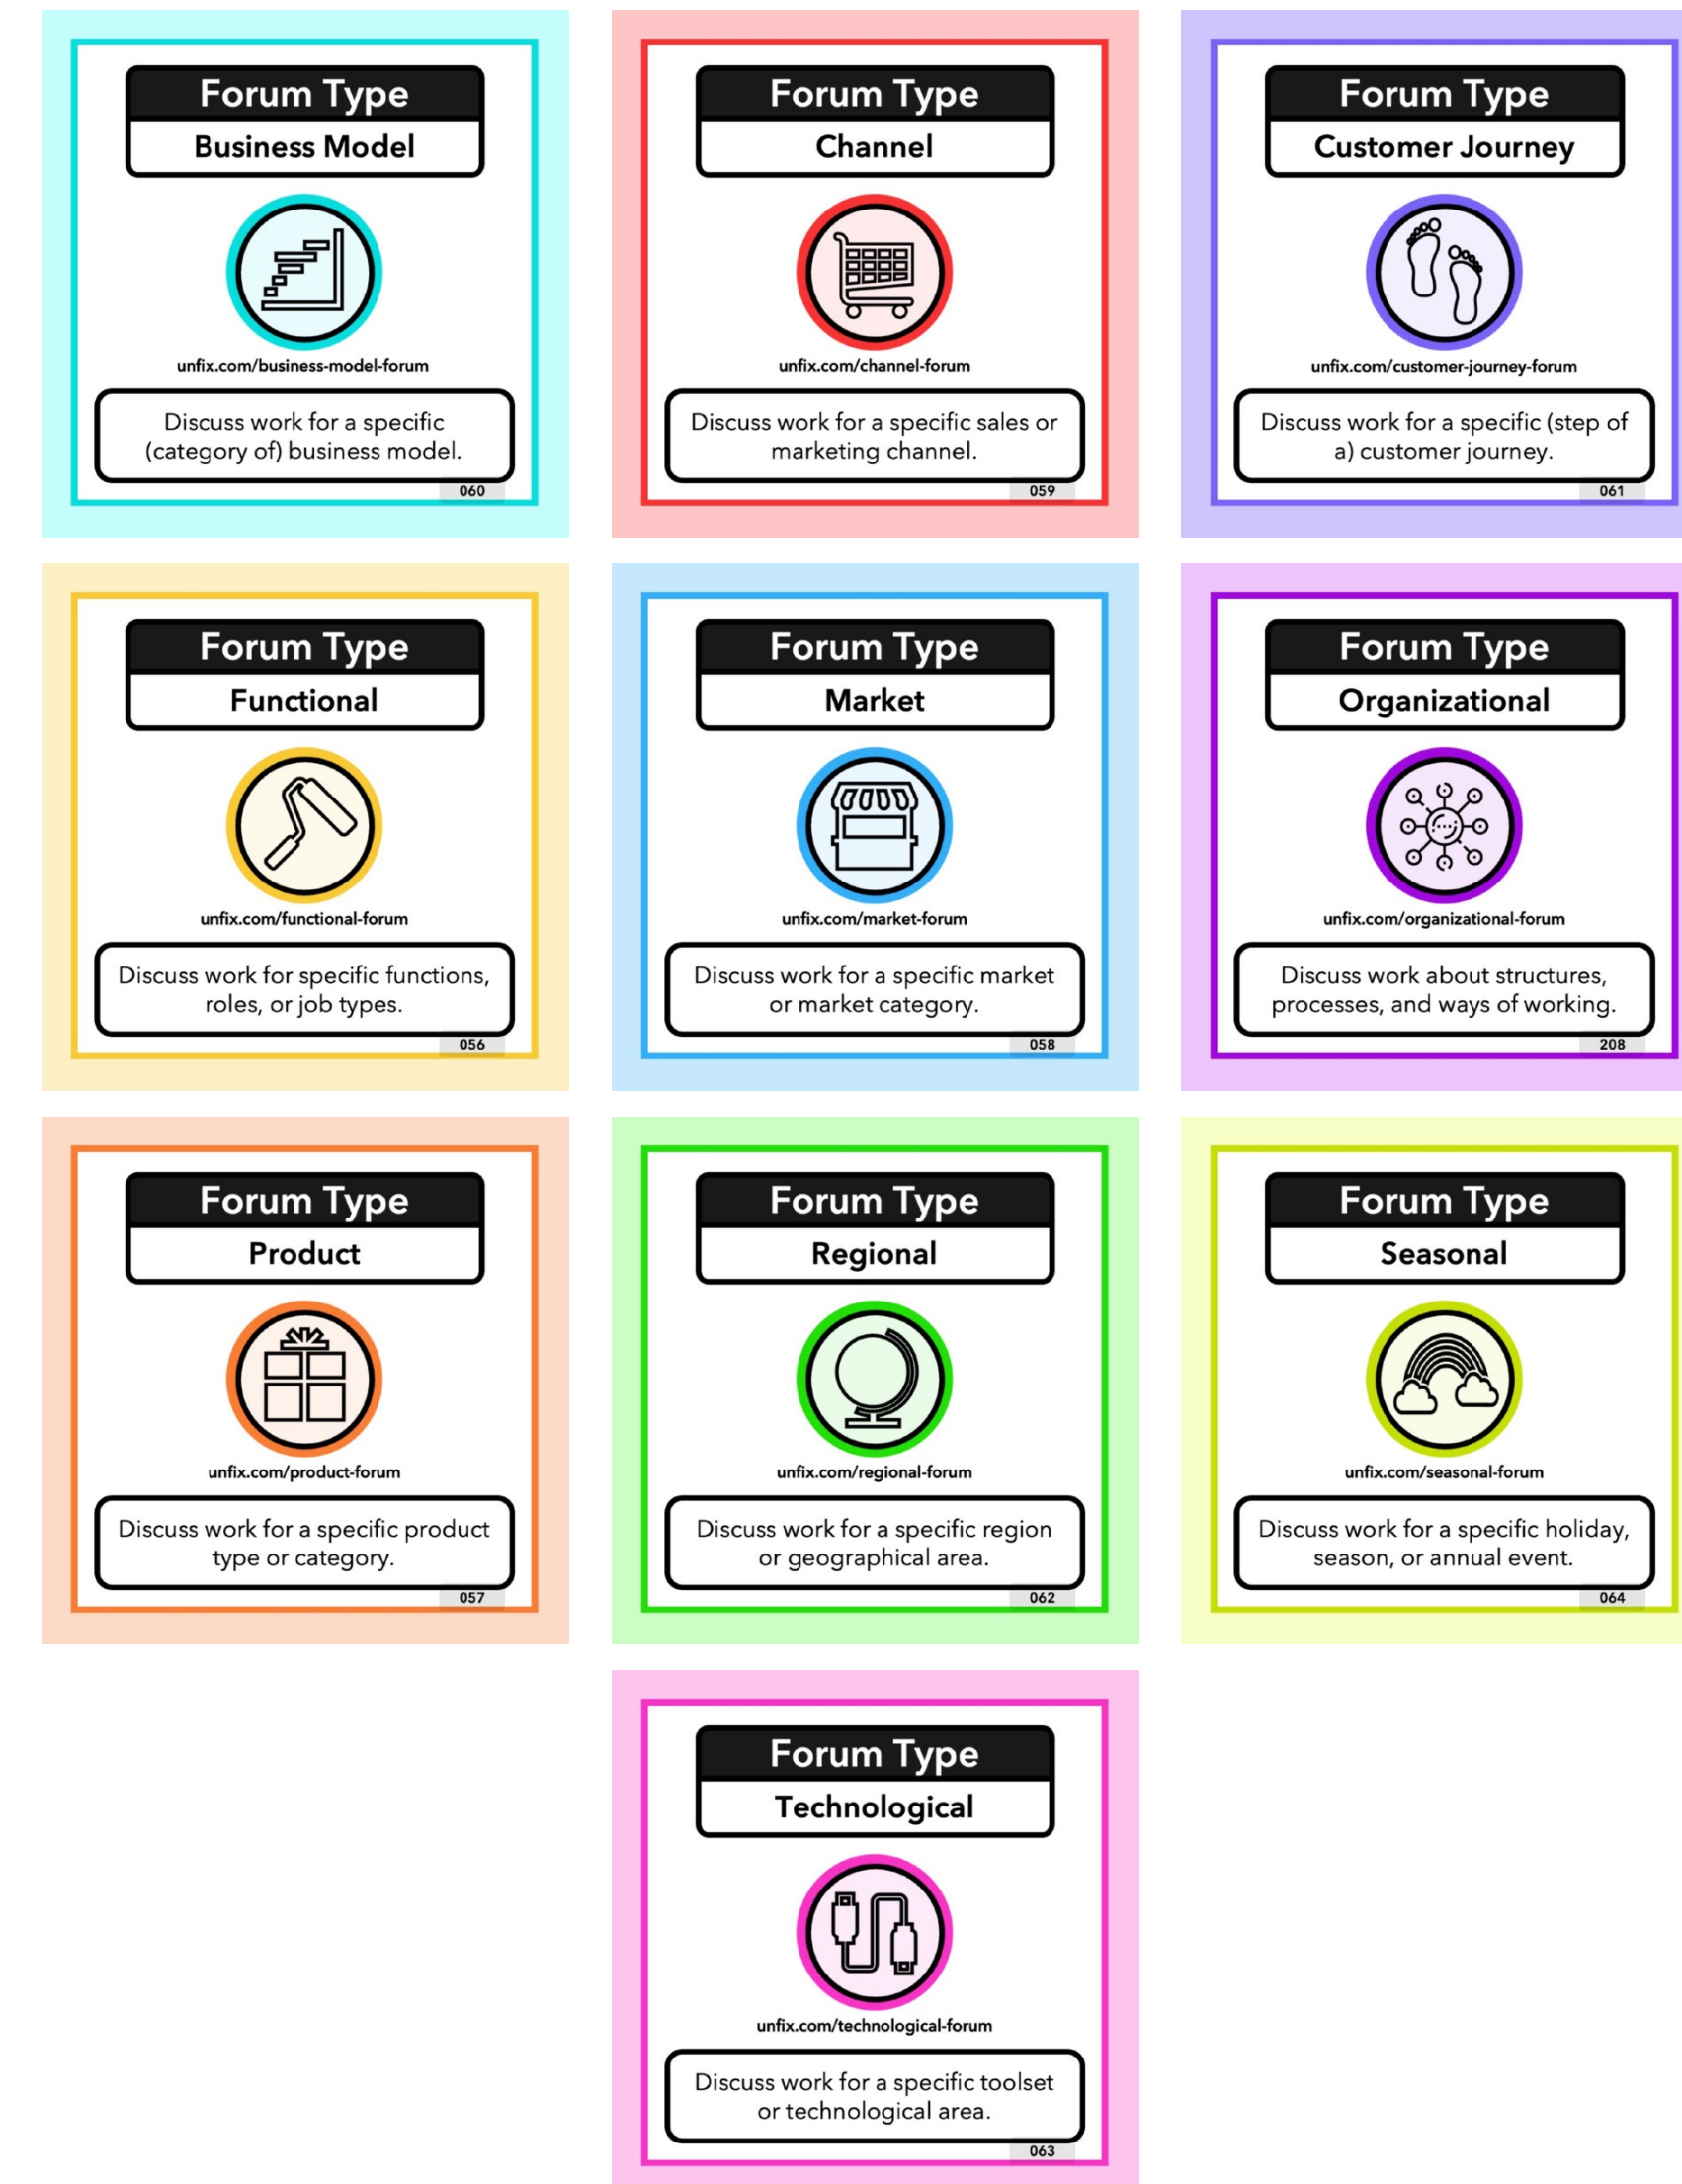 Forum Type
Business Model
unfix.com/business-model-forum
Discuss work for a specific
(category of) business model.
060
Forum Type
Channel
unfix.com/channel-forum
Discuss work for a specific sales or
marketing channel.
059
Forum Type
Customer Journey
unfix.com/customer-journey-forum
Discuss work for a specific (step of
a) customer journey.
061
Forum Type
Functional
unfix.com/functional-forum
Discuss work for specific functions,
roles, or job types.
056
Forum Type
Market
unfix.com/market-forum
Discuss work for a specific market
or market category.
058
Forum Type
Organizational
unfix.com/organizational-forum
Discuss work about structures,
processes, and ways of working.
208
Forum Type
Product
unfix.com/product-forum
Discuss work for a specific product
type or category.
057
Forum Type
Regional
unfix.com/regional-forum
Discuss work for a specific region
or geographical area.
062
Forum Type
Seasonal
unfix.com/seasonal-forum
Discuss work for a specific holiday,
season, or annual event.
064
Forum Type
Technological
unfix.com/technological-forum
Discuss work for a specific toolset
or technological area.
063